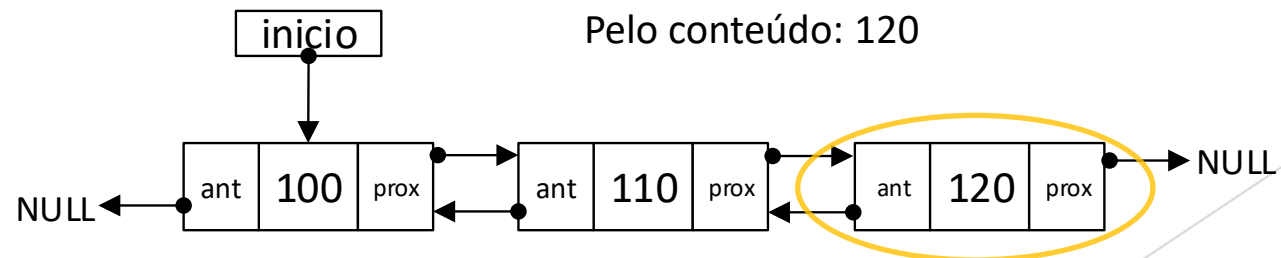 inicio
Pelo conteúdo: 120
NULL
ant 100 prox
ant 110 prox
ant 120 prox
NULL